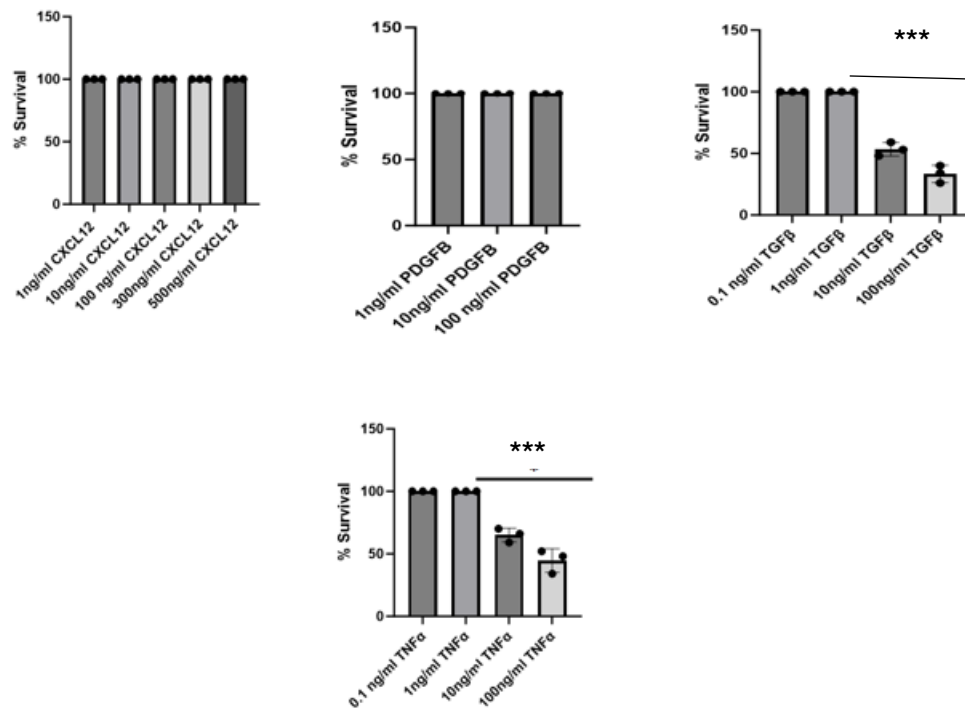 150
100
50
0
% Survival
1ng/ml CXCL12
10ng/ml CXCL12
100 ng/ml CXCL12
300ng/ml CXCL12
500ng/ml CXCL12
150
100
50
0
% Survival
1ng/ml PDGFB
10ng/ml PDGFB
100 ng/ml PDGFB
***
150
100
50
0
% Survival
0.1 ng/ml TGFβ
1ng/ml TGFβ
10ng/ml TGFβ
100ng/ml TGFβ
***
150
100
50
0
% Survival
0.1 ng/ml TNFα
1ng/ml TNFα
10ng/ml TNFα
100ng/ml TNFα